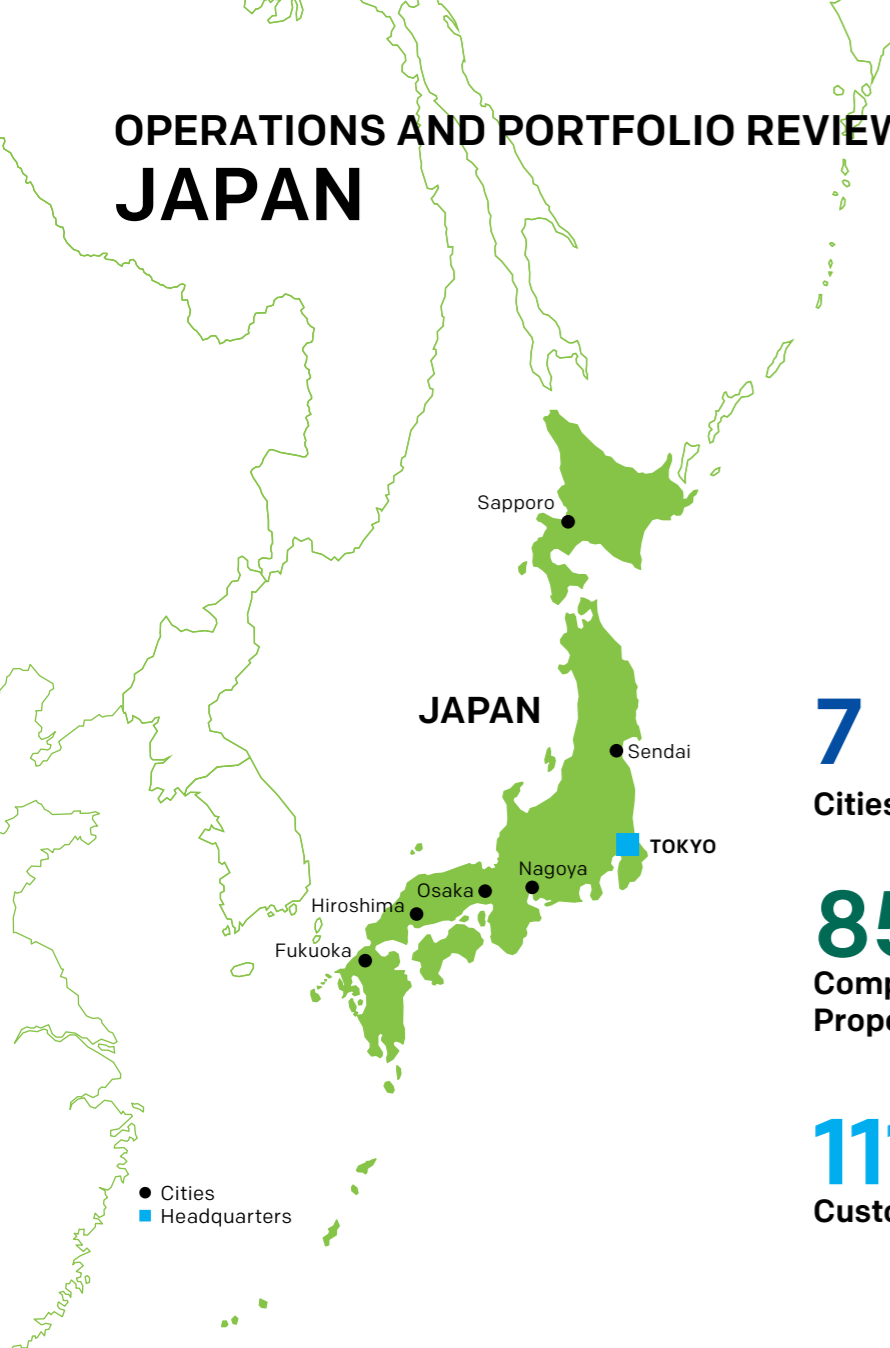 OPERATIONS AND PORTFOLIO REVIEW
JAPAN
Sapporo
JAPAN
7
Cities
Sendai
TOKYO
Nagoya
Osaka
Hiroshima
Fukuoka
85
Comp
Prope
111
Custo
Cities
Headquarters